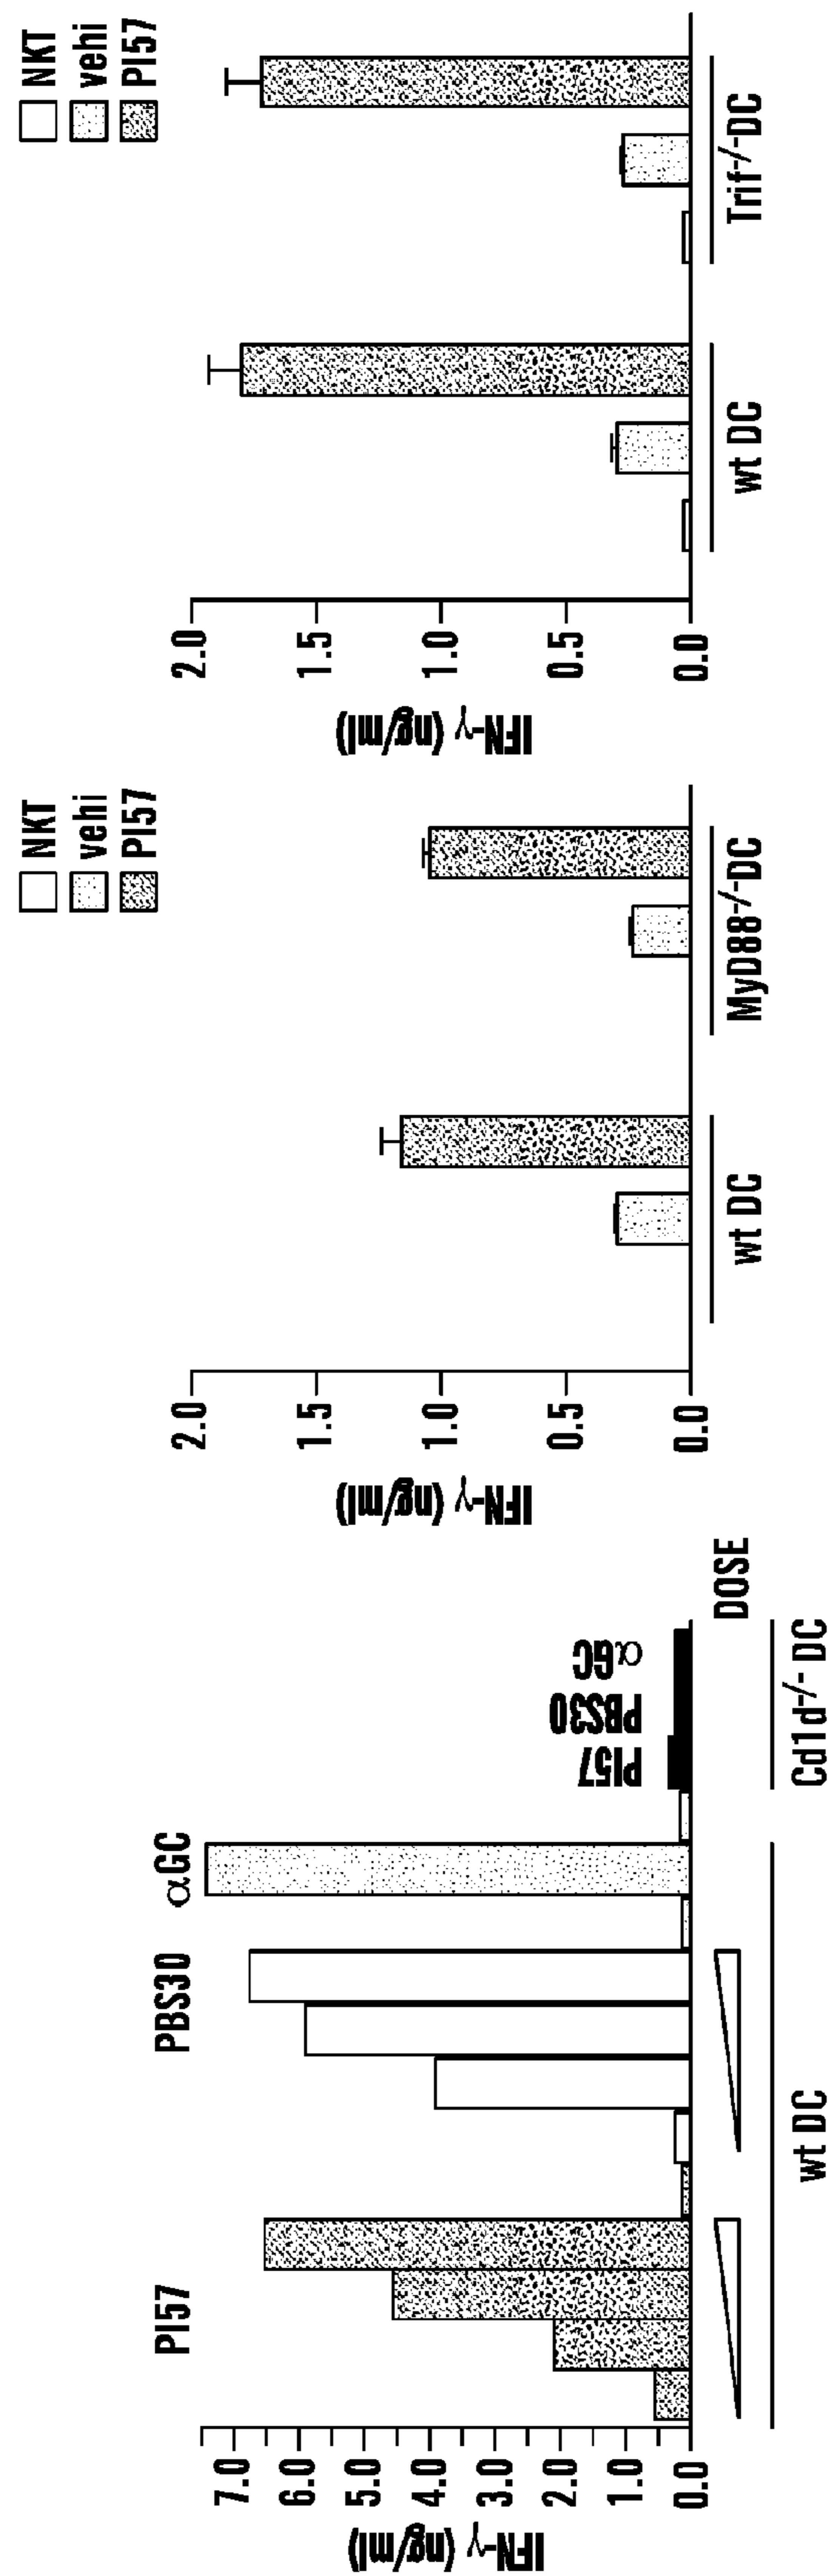 PI57
PBS30
αGC
IFN-γ (ng/ml)
7.0
6.0
5.0
4.0
3.0
2.0
1.0
0.0
PI57
PBS30
αGC
DOSE
wt DC
Cd1d-/- DC
NKT
vehi
PI57
IFN-γ (ng/ml)
2.0
1.5
1.0
0.5
0.0
wt DC
MyD88-/-DC
NKT
vehi
PI57
IFN-γ (ng/ml)
2.0
1.5
1.0
0.5
0.0
wt DC
Trif-/-DC